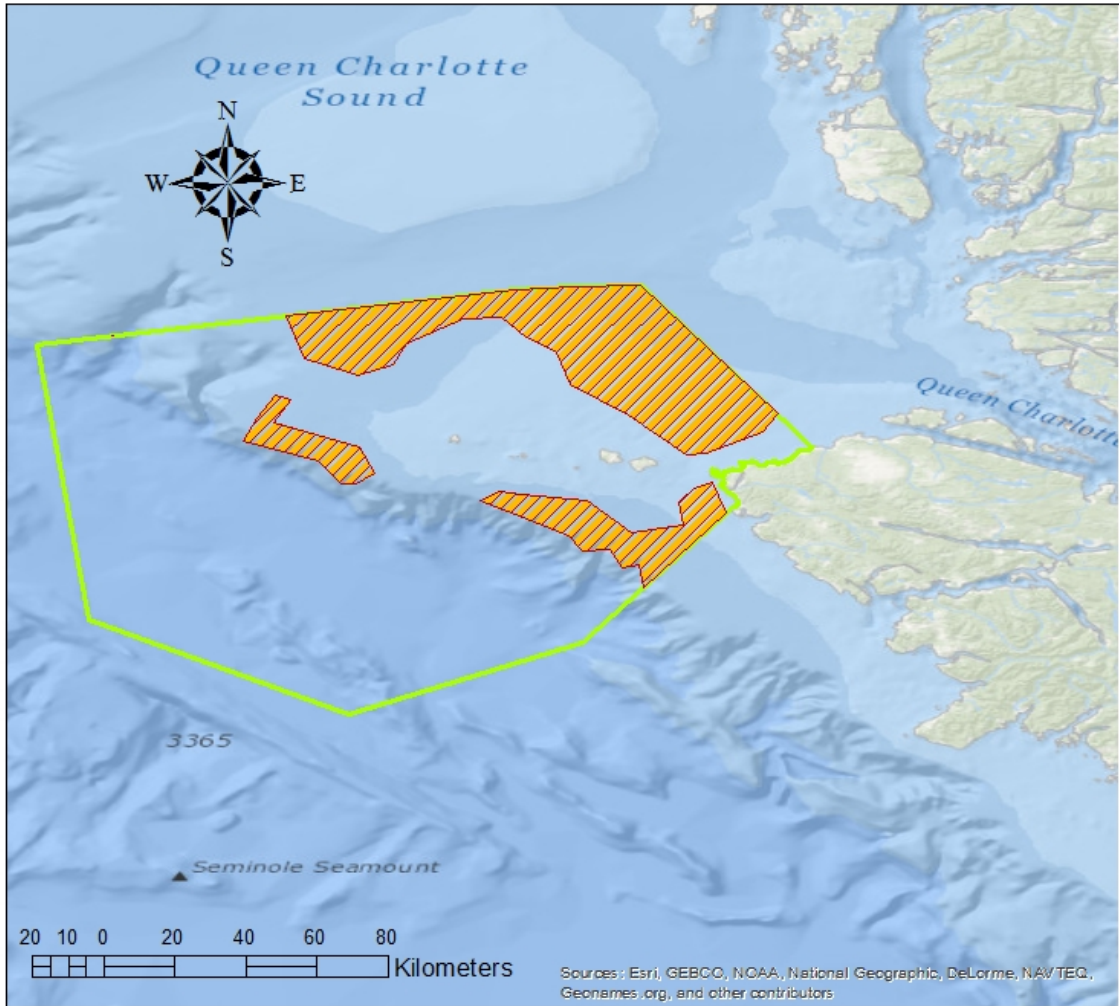 Queen Charlotte
Sound
N
W E
S
Queen Charlotte
3365
Seminole Seamount
20 10 0 20 40 60 80
Kilometers
Sources: Esri, GEBCO, NOAA, National Geographic, DeLorme, NAVTEQ,
Geonames.org, and other contributors